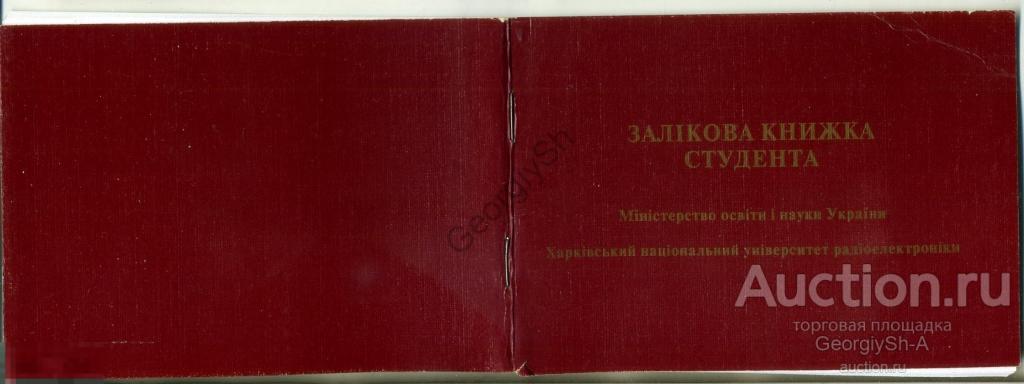 ЗАЛІКОВА КНИЖКА
СТУДЕНТА
Міністерство освіти і науки України
Харківський національний університет радіоелектроніки
GeorgiySh
Auction.ru
торговая площадка
GeorgiySh-A
auction.ru